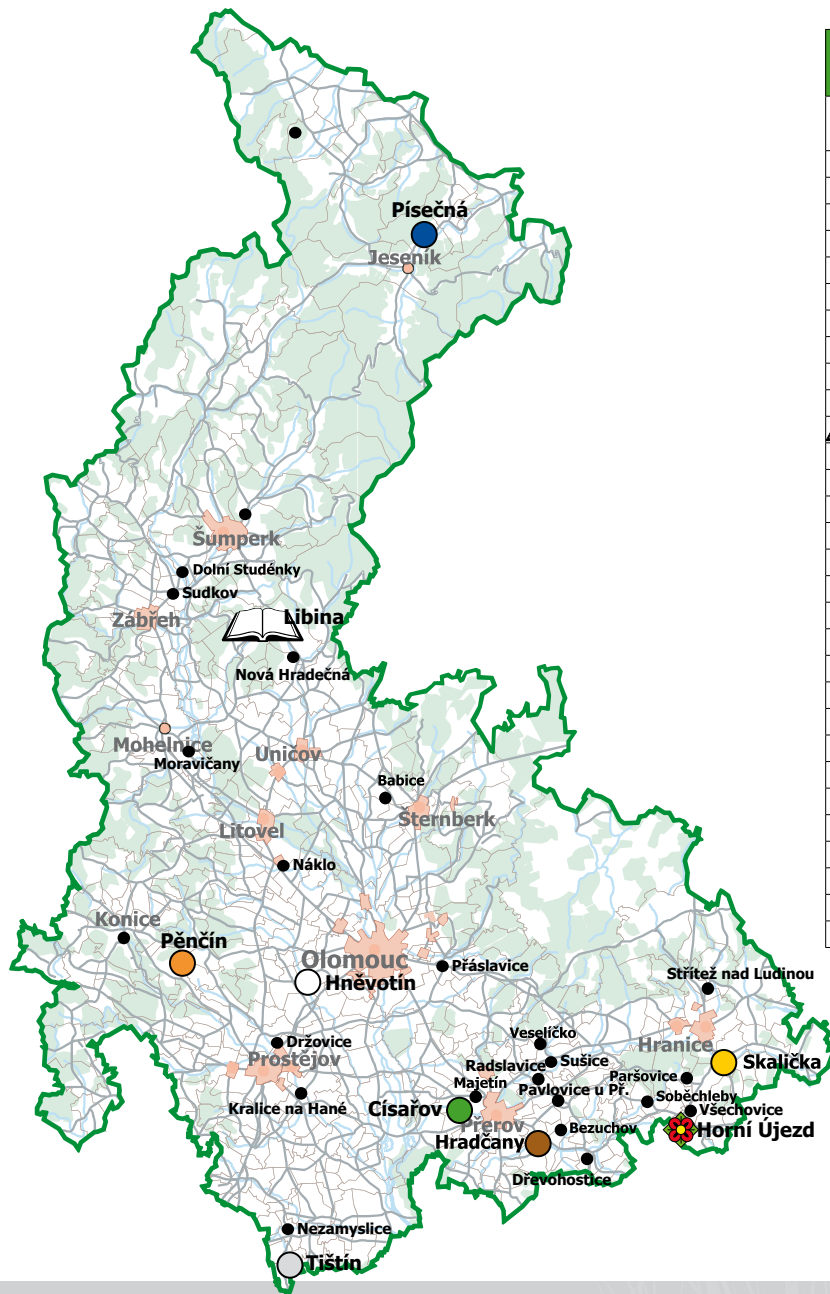 Písečná
Jeseník
Šumperk
Dolní Studénky
Sudkov
Zábřeh
Libina
Nová Hradečná
Mohelnice
Moravičany
Uničov
Babice
Šternberk
Litovel
Náklo
Konice
Pěnčín
Olomouc
Hněvotín
Přáslavice
Střítež nad Ludinou
Držovice
Prostějov
Veselíčko
Hranice
Radslavice
Sušice
Skalička
Majetín
Pavlovice u Př.
Paršovice
Kralice na Hané
Císařov
Soběchleby
Všechovice
Přerov
Hradčany
Bezuchov
Horní Újezd
Dřevohostice
Nezamyslice
Tištín